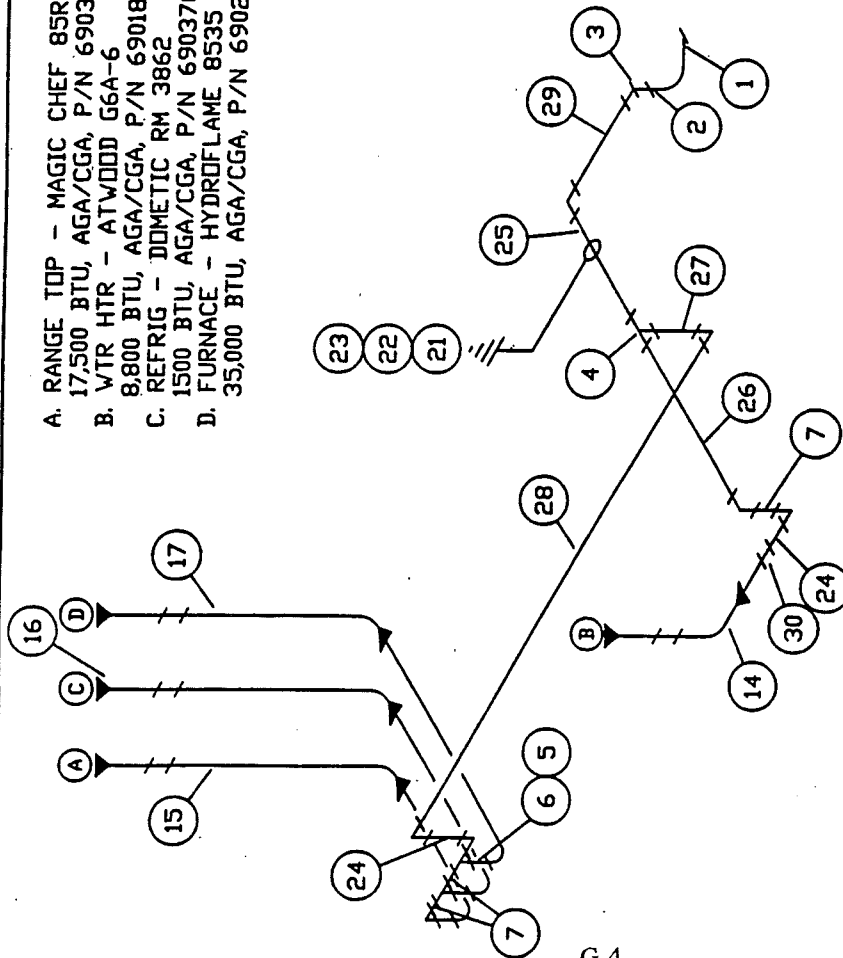 A. RANGE TOP - MAGIC CHEF 85R
17,500 BTU, AGA/CGA, P/N 6903
B. WTR HTR - ATWOOD G6A-6
8,800 BTU, AGA/CGA, P/N 69018
C. REFRIG - DOMETIC RM 3862
1500 BTU, AGA/CGA, P/N 69037
D. FURNACE - HYDROFLAME 8535
35,000 BTU, AGA/CGA, P/N 6902
16
A
C
D
17
15
23
22
21
25
29
3
2
1
4
27
26
7
28
B
14
30
24
24
6
5
7
G.4